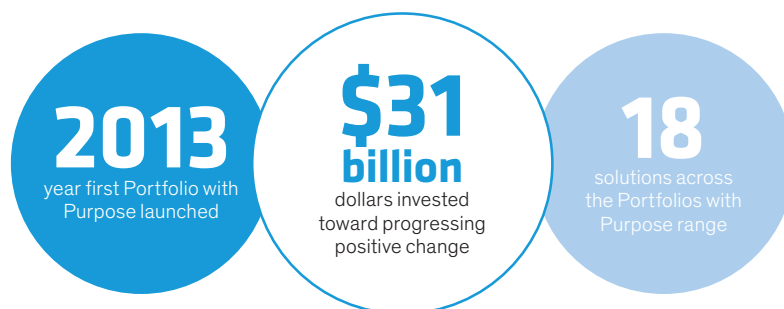 2013
year first Portfolio with
Purpose launched
$31
billion
dollars invested
toward progressing
positive change
18
solutions across
the Portfolios with
Purpose range